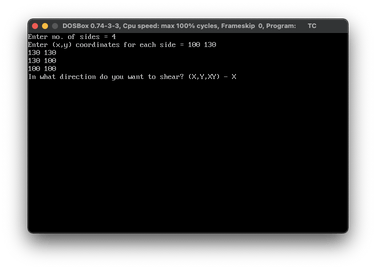 DOSBox 0.74-3-3, Cpu speed: max 100% cycles, Frameskip 0, Program: TC
Enter no. of sides = 4
Enter (x,y) coordinates for each side = 100 130
130 130
130 100
100 100
In what direction do you want to shear? (X,Y,XY) - X